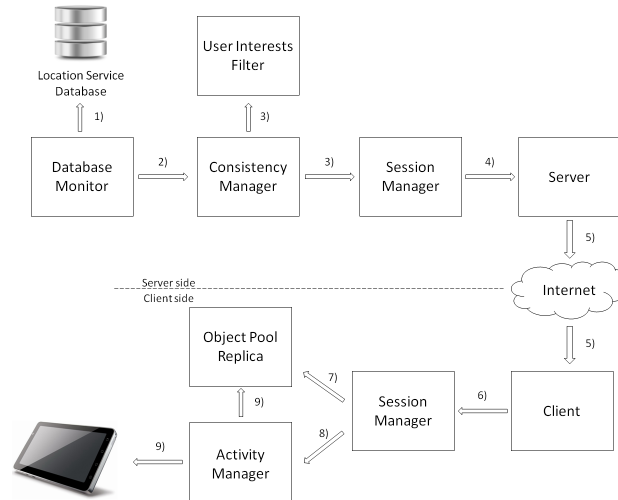 User Interests
Filter
Location Service
Database
1)
3)
Database
Monitor
2)
Consistency
Manager
3)
Session
Manager
4)
Server
5)
Server side
Client side
Internet
Object Pool
Replica
5)
7)
Session
Manager
6)
Client
9)
8)
Activity
Manager
9)